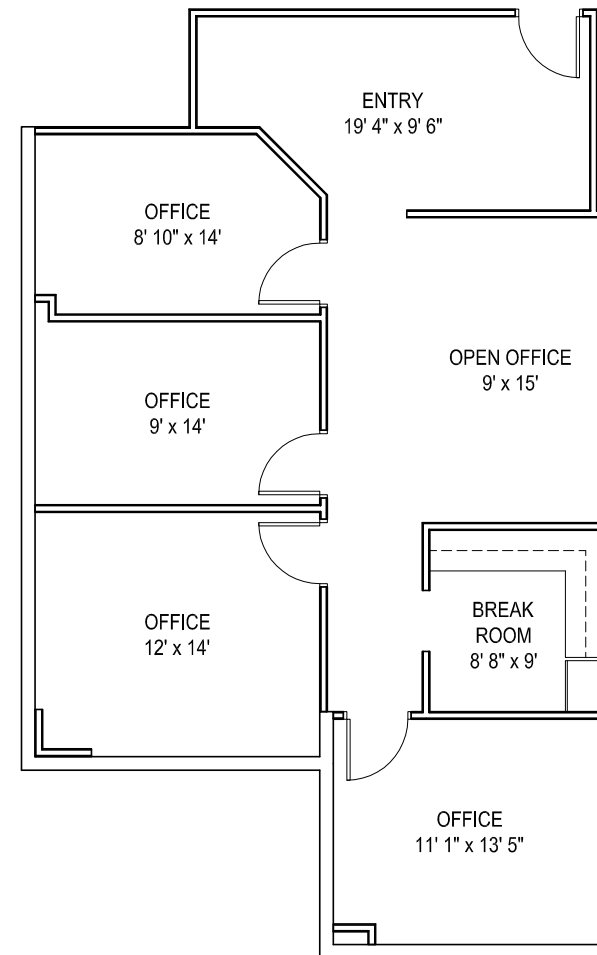 ENTRY
19' 4" x 9' 6"
OFFICE
8' 10" x 14'
OPEN OFFICE
9' x 15'
OFFICE
9' x 14'
BREAK
ROOM
8' 8" x 9'
OFFICE
12' x 14'
OFFICE
11' 1" x 13' 5"